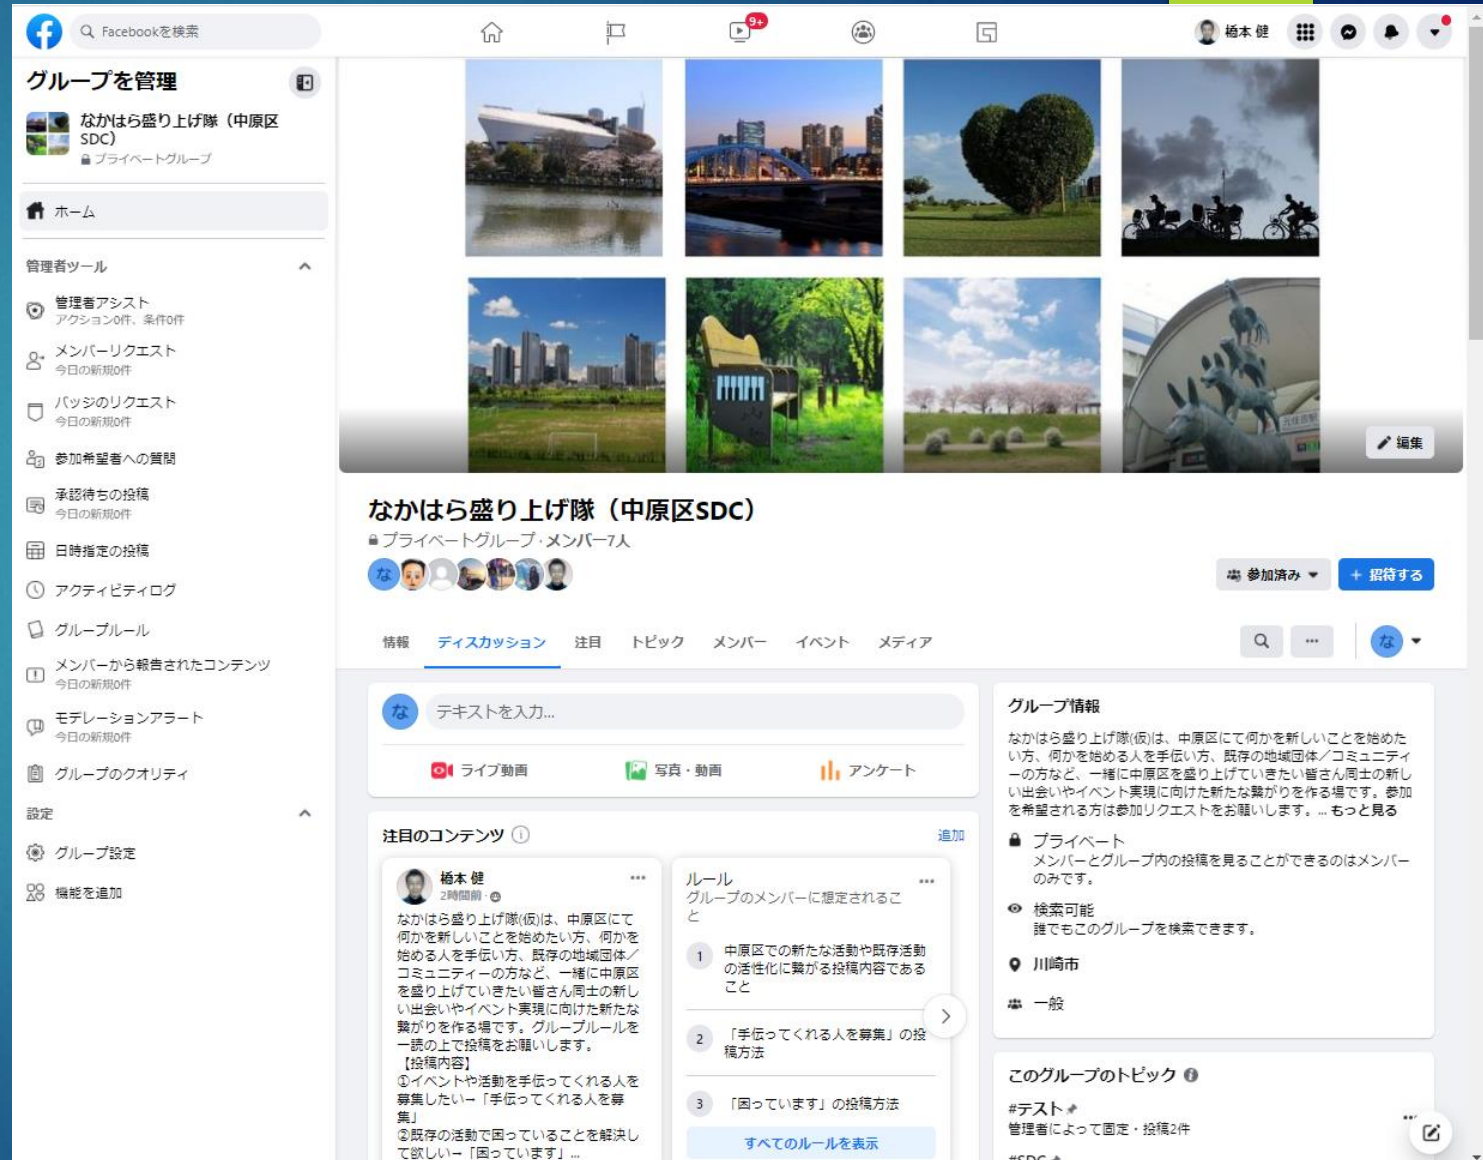 Facebookを検索
9+
橋本 健
グループを管理
なかはら盛り上げ隊（中原区
SDC）
プライベートグループ
ホーム
管理者ツール
管理者アシスト
アクション0件、条件0件
メンバーリクエスト
今日の新規0件
バッジのリクエスト
今日の新規0件
参加希望者への質問
承認待ちの投稿
今日の新規0件
日時指定の投稿
アクティビティログ
グループルール
メンバーから報告されたコンテンツ
今日の新規0件
モデレーションアラート
今日の新規0件
グループのクオリティ
設定
グループ設定
機能を追加
編集
なかはら盛り上げ隊（中原区SDC）
プライベートグループ・メンバー7人
な
参加済み
+ 招待する
情報
ディスカッション
注目
トピック
メンバー
イベント
メディア
な
な
テキストを入力...
ライブ動画
写真・動画
アンケート
注目のコンテンツ
追加
橋本 健
2時間前
なかはら盛り上げ隊(仮)は、中原区にて
何かを新しいことを始めたい方、何かを
始める人を手伝い方、既存の地域団体／
コミュニティーの方など、一緒に中原区
を盛り上げていきたい皆さん同士の新し
い出会いやイベント実現に向けた新たな
繋がりを作る場です。グループルールを
一読の上で投稿をお願いします。
【投稿内容】
①イベントや活動を手伝ってくれる人を
募集したい→「手伝ってくれる人を募
集」
②既存の活動で困っていることを解決し
て欲しい→「困っています」...
ルール
グループのメンバーに想定されるこ
と
1
中原区での新たな活動や既存活動
の活性化に繋がる投稿内容である
こと
2
「手伝ってくれる人を募集」の投
稿方法
3
「困っています」の投稿方法
すべてのルールを表示
グループ情報
なかはら盛り上げ隊(仮)は、中原区にて何かを新しいことを始めた
い方、何かを始める人を手伝い方、既存の地域団体／コミュニティ
ーの方など、一緒に中原区を盛り上げていきたい皆さん同士の新し
い出会いやイベント実現に向けた新たな繋がりを作る場です。参加
を希望される方は参加リクエストをお願いします。... もっと見る
プライベート
メンバーとグループ内の投稿を見ることができるのはメンバー
のみです。
検索可能
誰でもこのグループを検索できます。
川崎市
一般
このグループのトピック
#テスト
管理者によって固定・投稿2件
#SDC